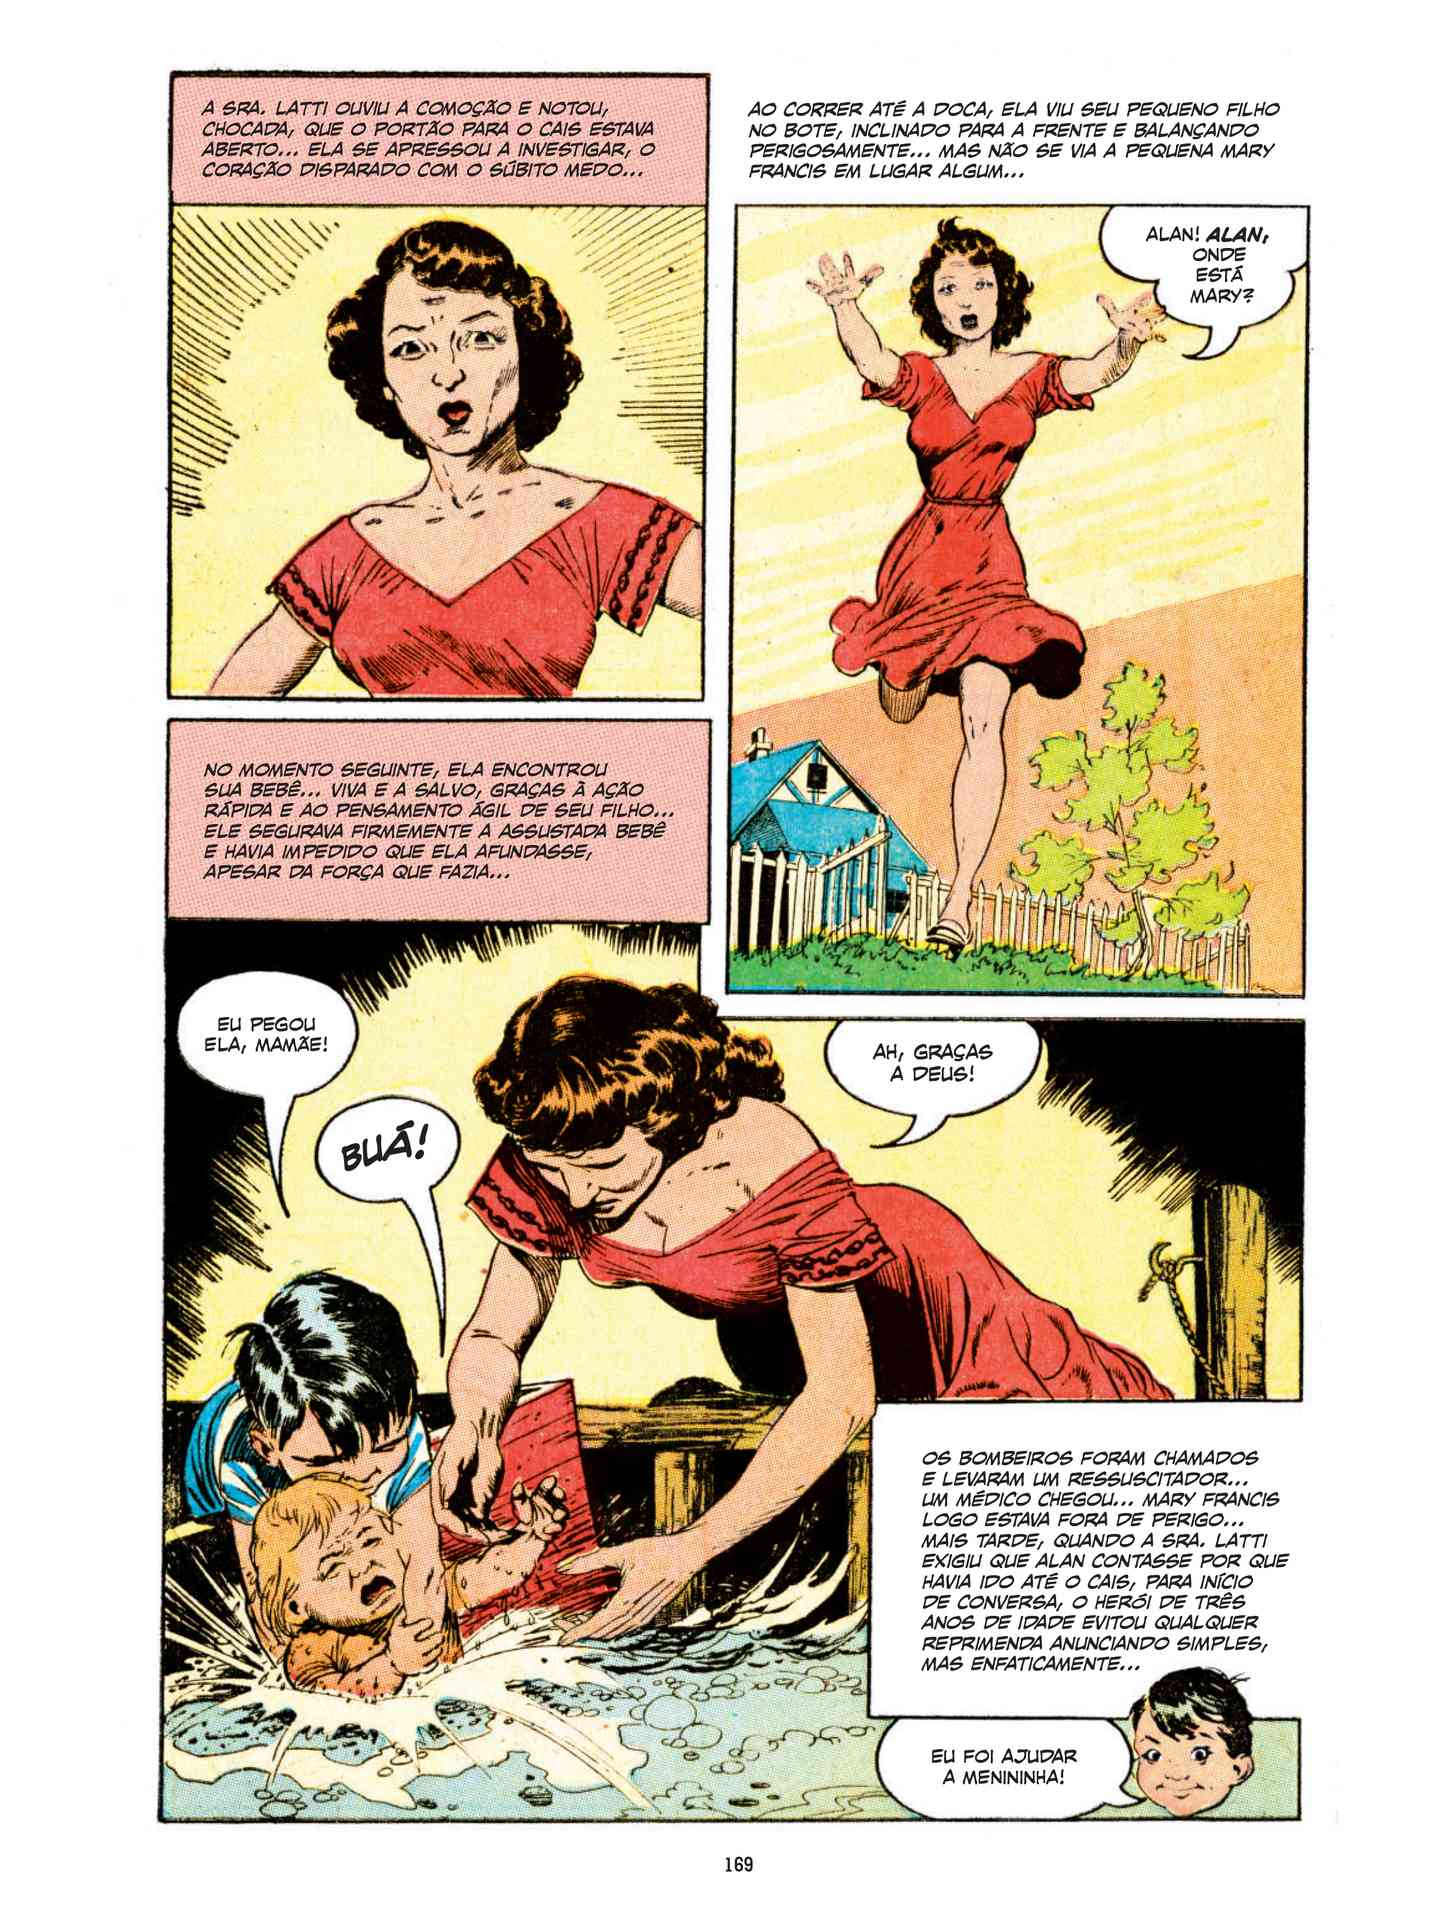 A SRA. LATTI OUVIU A COMOÇÃO E NOTOU,
CHOCADA, QUE O PORTÃO PARA O CAIS ESTAVA
ABERTO... ELA SE APRESSOU A INVESTIGAR, O
CORAÇÃO DISPARADO COM O SÚBITO MEDO...
AO CORRER ATÉ A DOCA, ELA VIU SEU PEQUENO FILHO
NO BOTE, INCLINADO PARA A FRENTE E BALANÇANDO
PERIGOSAMENTE... MAS NÃO SE VIA A PEQUENA MARY
FRANCIS EM LUGAR ALGUM...
ALAN! ALAN,
ONDE
ESTÁ
MARY?
NO MOMENTO SEGUINTE, ELA ENCONTROU
SUA BEBÊ... VIVA E A SALVO, GRAÇAS À AÇÃO
RÁPIDA E AO PENSAMENTO ÁGIL DE SEU FILHO...
ELE SEGURAVA FIRMEMENTE A ASSUSTADA BEBÊ
E HAVIA IMPEDIDO QUE ELA AFUNDASSE,
APESAR DA FORÇA QUE FAZIA...
EU PEGOU
ELA, MAMÃE!
BUÁ!
AH, GRAÇAS
A DEUS!
OS BOMBEIROS FORAM CHAMADOS
E LEVARAM UM RESSUSCITADOR...
UM MÉDICO CHEGOU... MARY FRANCIS
LOGO ESTAVA FORA DE PERIGO...
MAIS TARDE, QUANDO A SRA. LATTI
EXIGIU QUE ALAN CONTASSE POR QUE
HAVIA IDO ATÉ O CAIS, PARA INÍCIO
DE CONVERSA, O HERÓI DE TRÊS
ANOS DE IDADE EVITOU QUALQUER
REPRIMENDA ANUNCIANDO SIMPLES,
MAS ENFATICAMENTE...
EU FOI AJUDAR
A MENININHA!
169